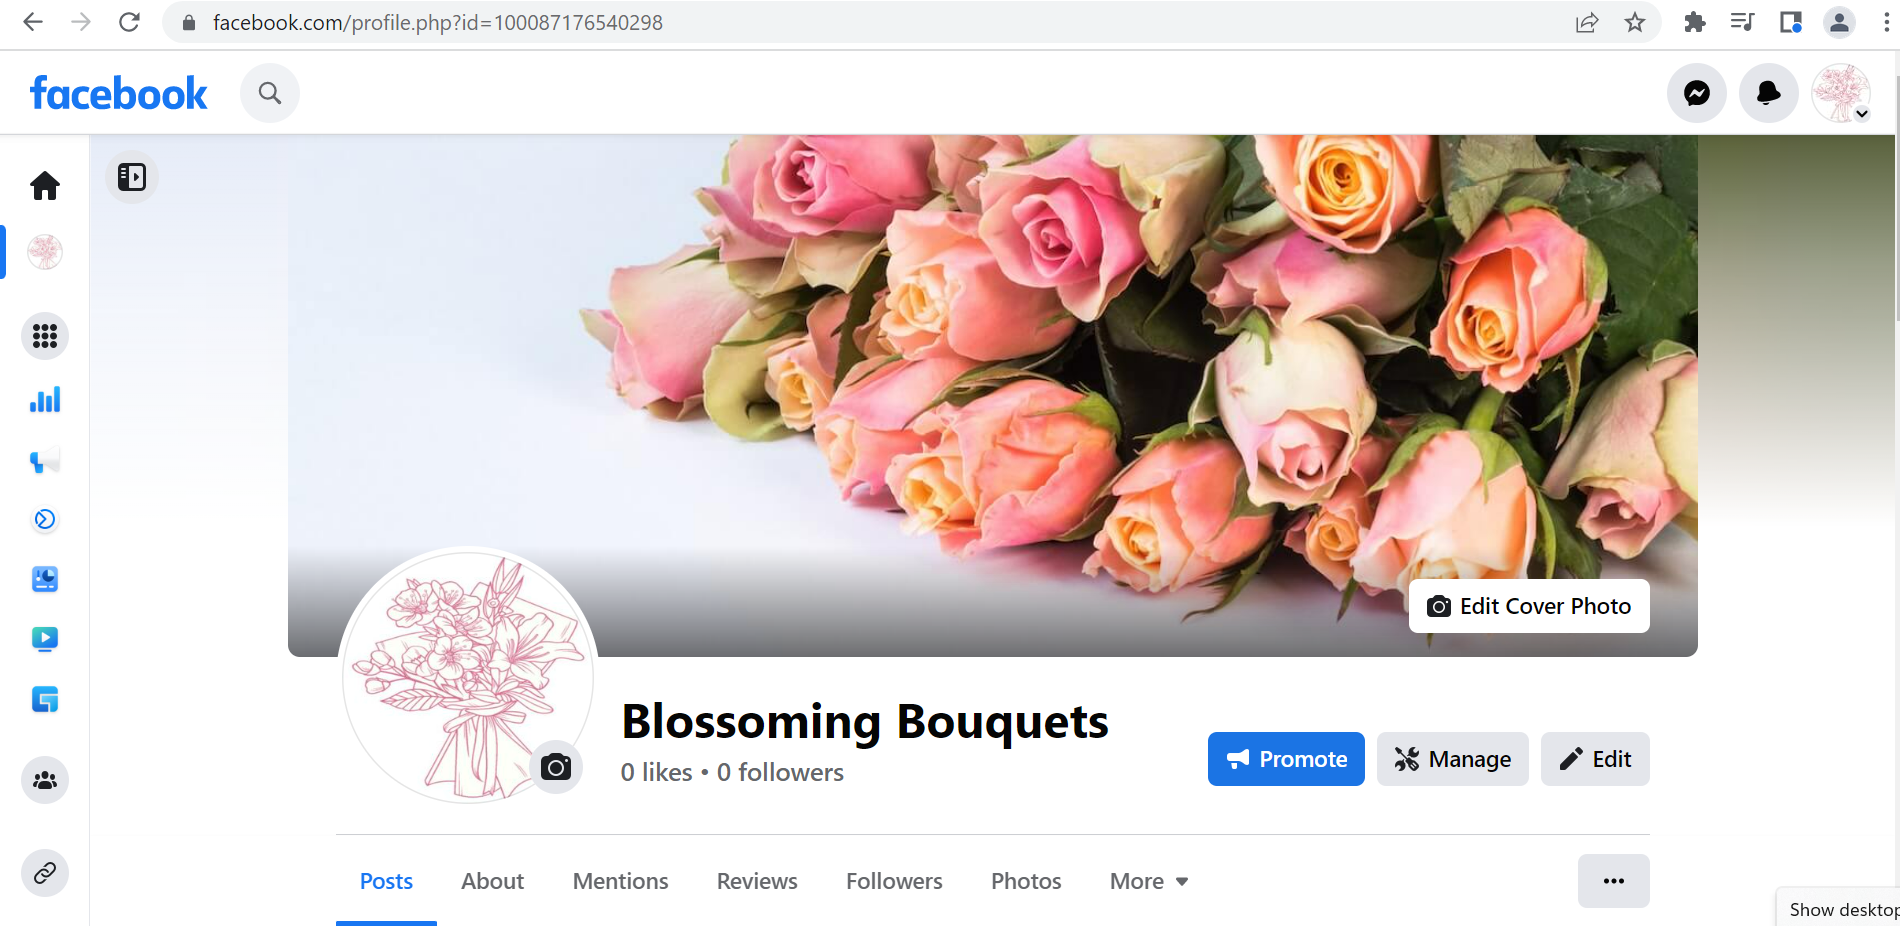 facebook.com/profile.php?id=100087176540298
facebook
Edit Cover Photo
Blossoming Bouquets
0 likes • 0 followers
Promote
Manage
Edit
Posts
About
Mentions
Reviews
Followers
Photos
More
Show desktop